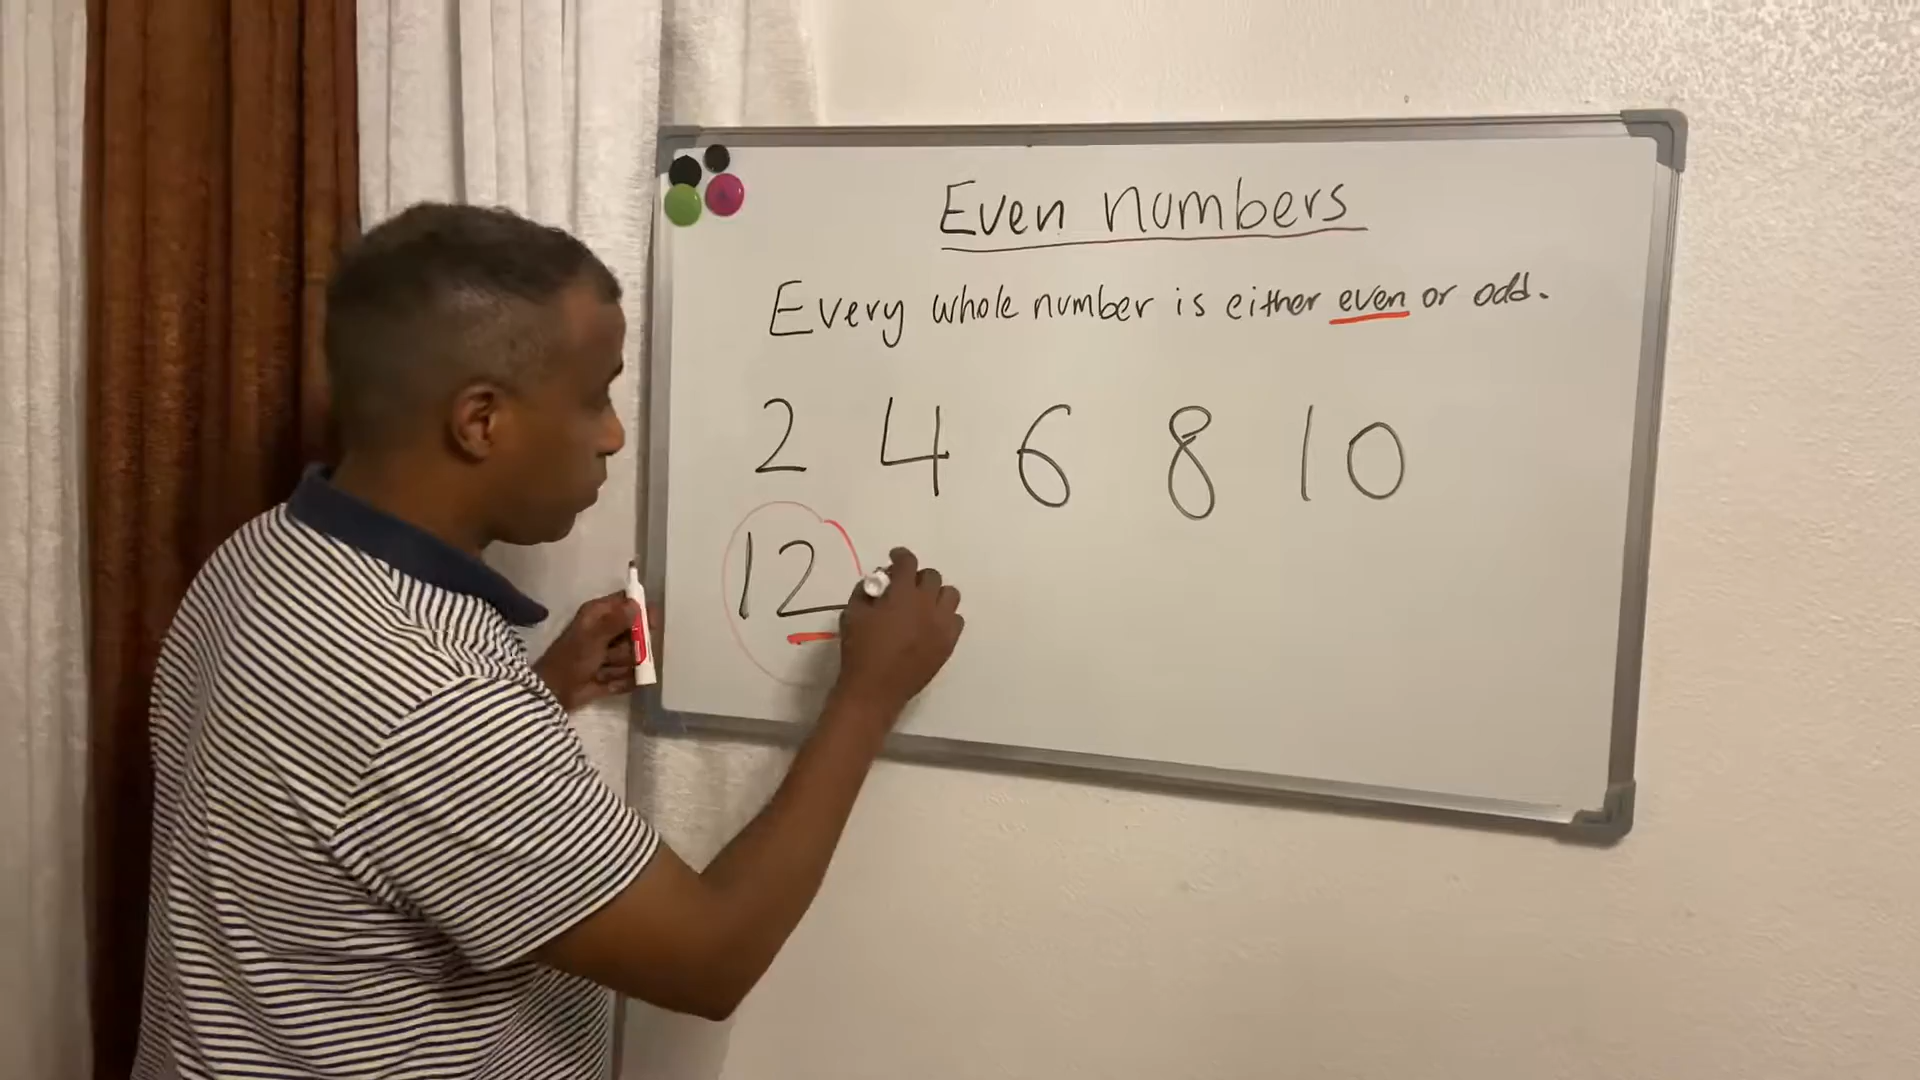 Even numbers
Every whole number is either even or odd.
2 4 6 8 10
12